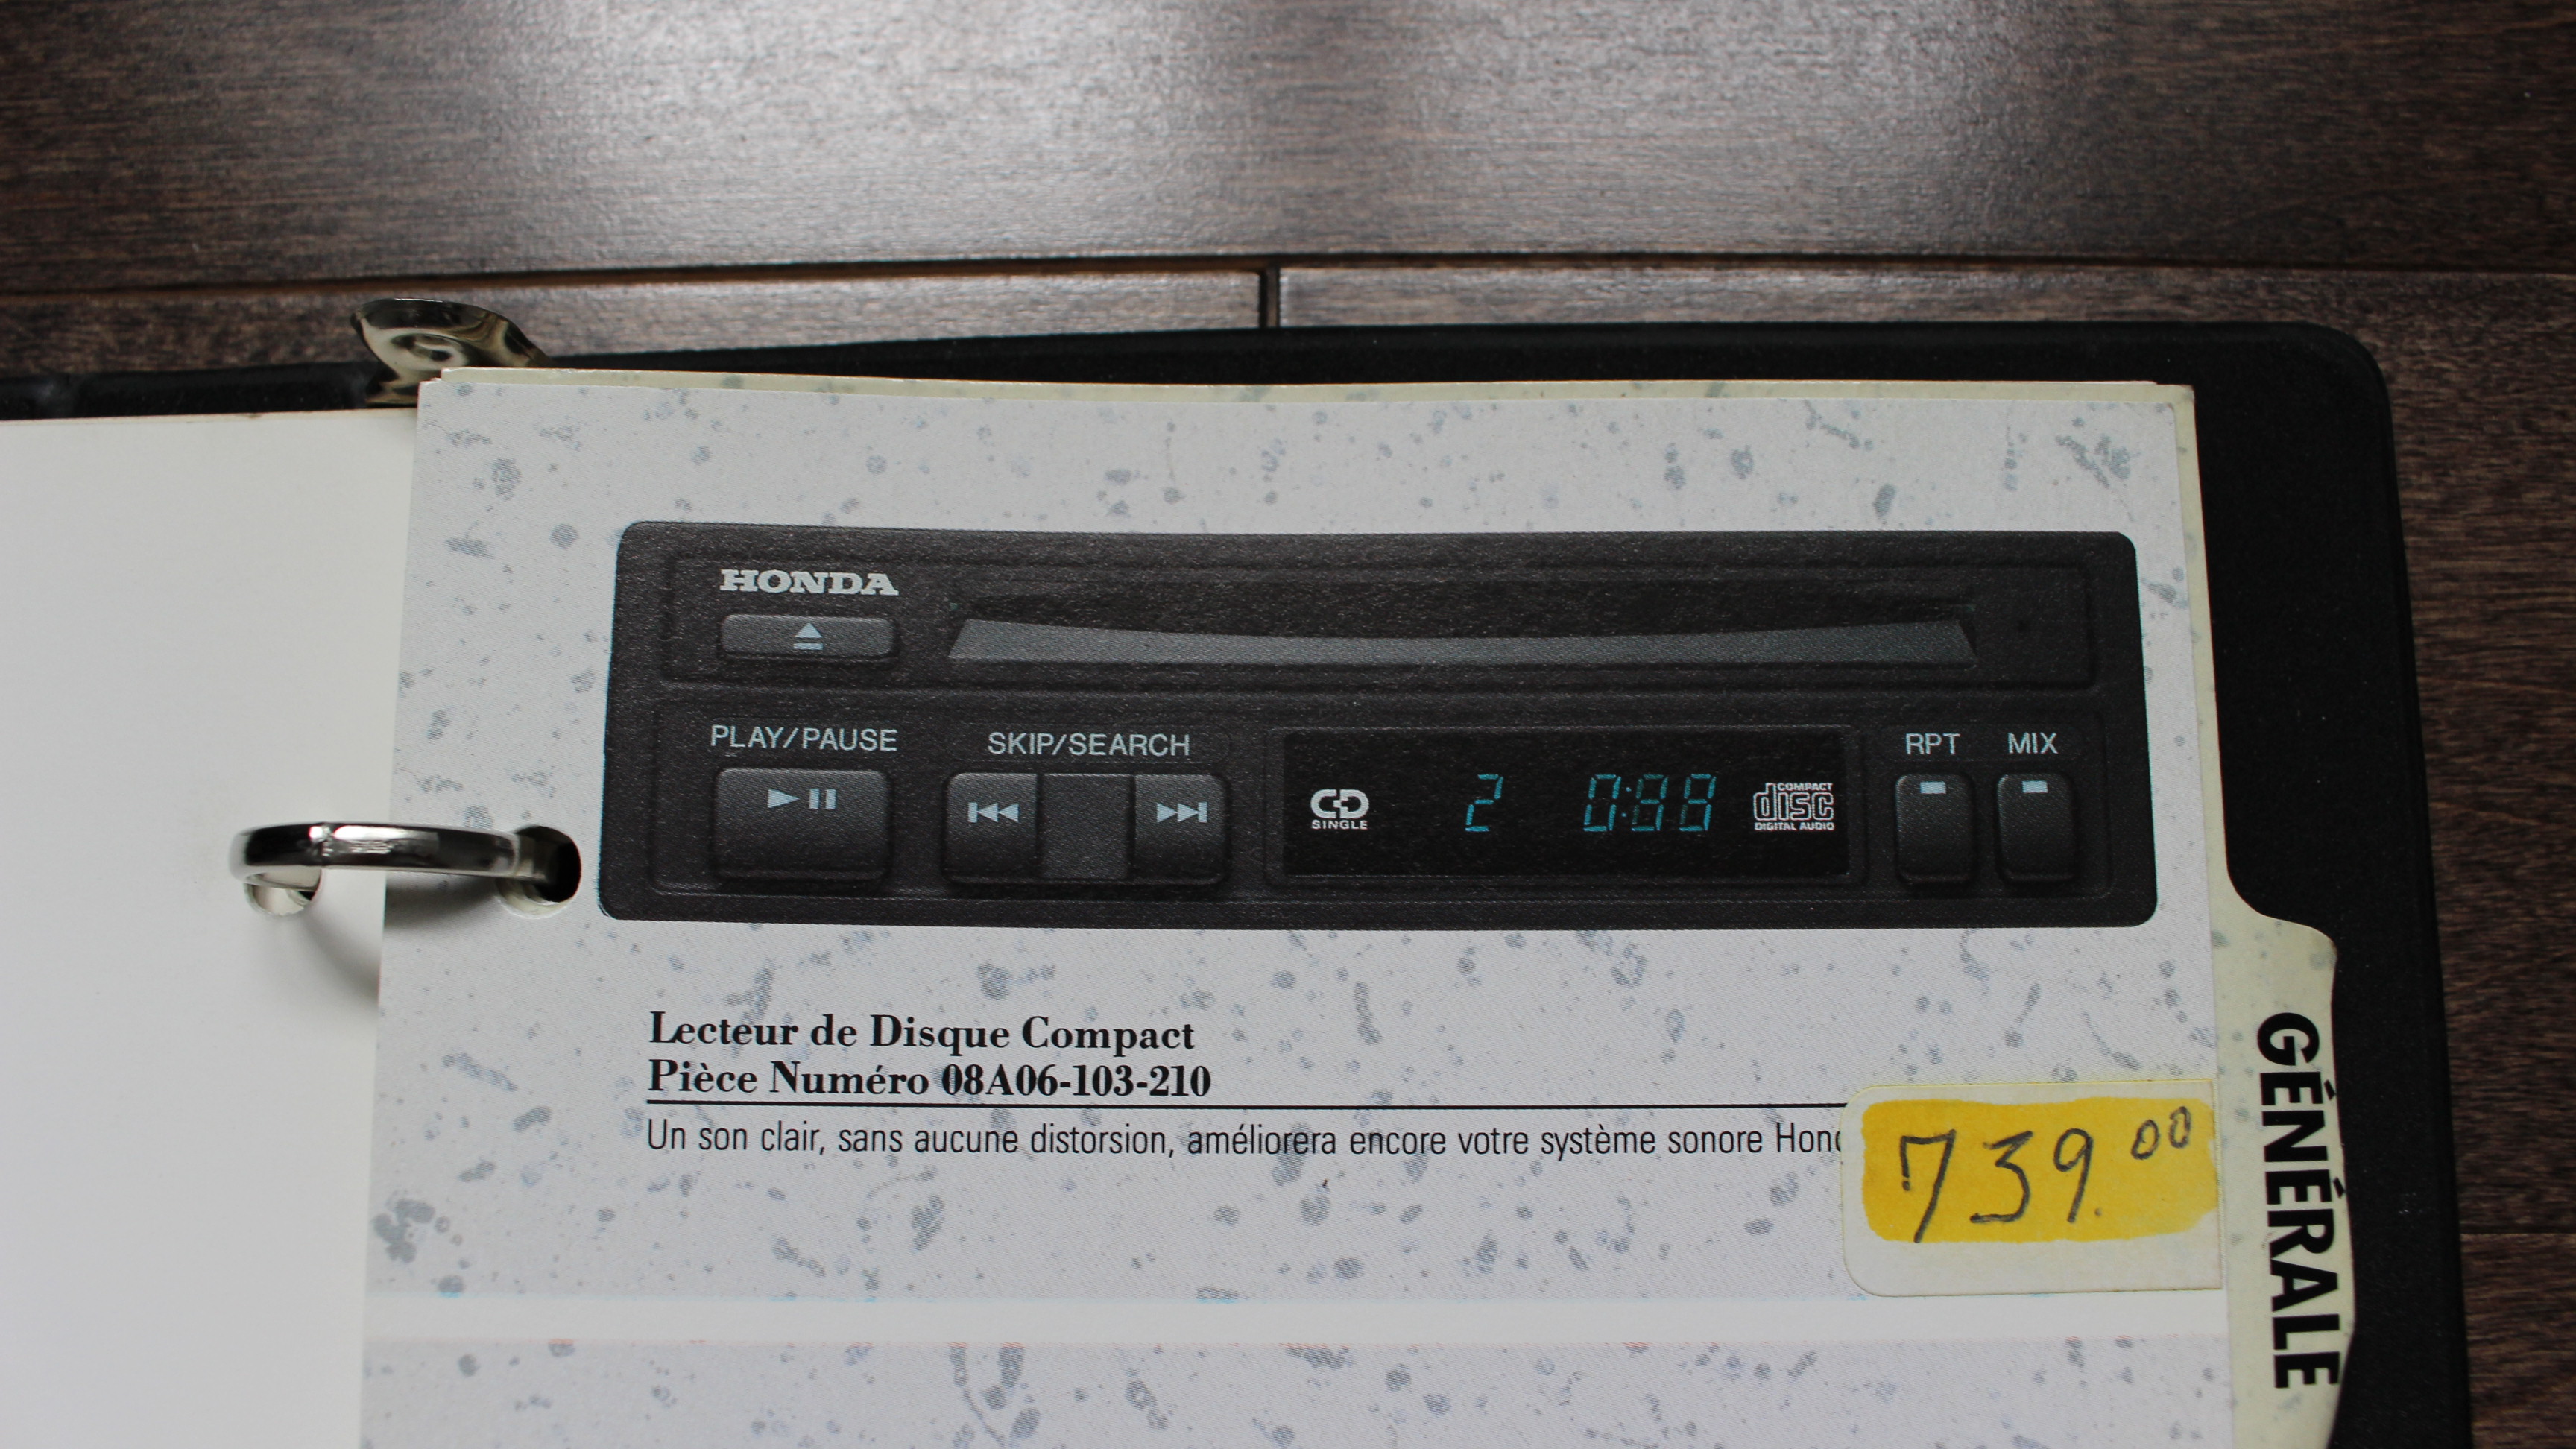 HONDA
PLAY/PAUSE
SKIP/SEARCH
CD
SINGLE
2
0:88
COMPACT
disc
DIGITAL AUDIO
RPT
MIX
Lecteur de Disque Compact
Pièce Numéro 08A06-103-210
Un son clair, sans aucune distorsion, améliorera encore votre système sonore Hond
739.00
GÉNÉRALE